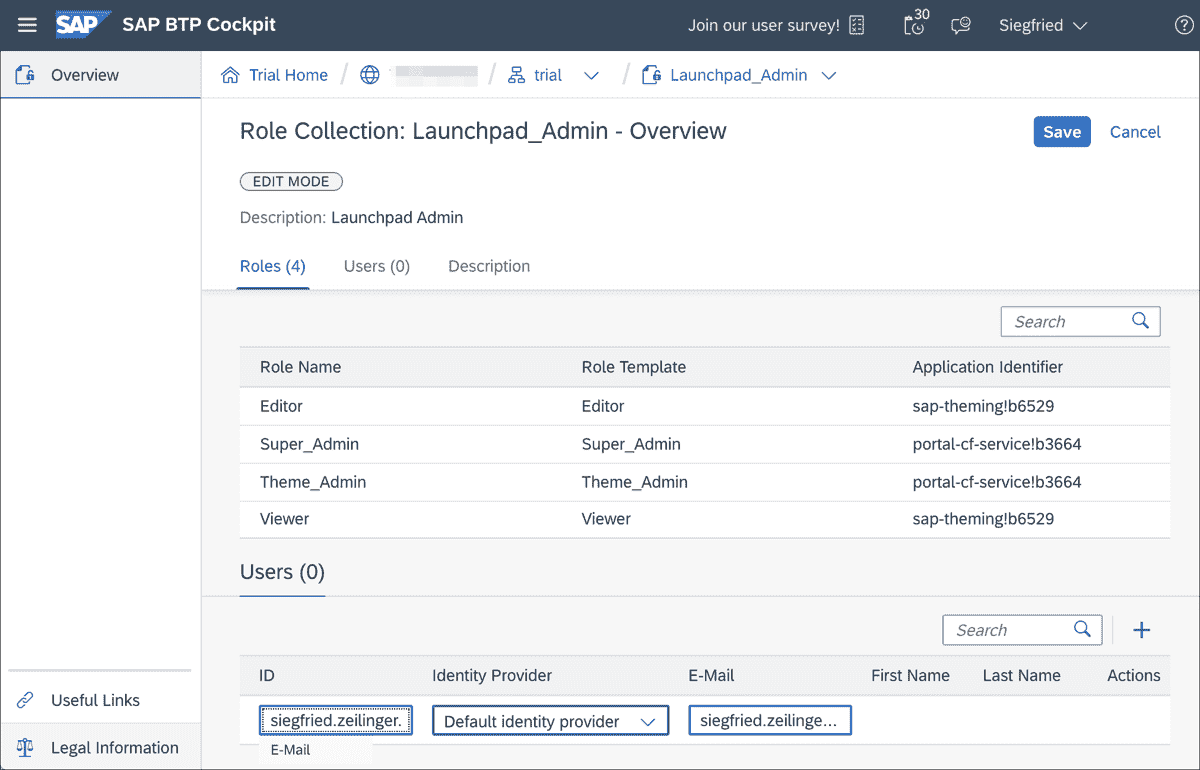 SAP SAP BTP Cockpit Join our user survey! 30 Siegfried
Overview Trial Home / / trial / Launchpad_Admin
Role Collection: Launchpad_Admin - Overview Save Cancel
EDIT MODE
Description: Launchpad Admin
Roles (4) Users (0) Description
Search
Role Name Role Template Application Identifier
Editor Editor sap-theming!b6529
Super_Admin Super_Admin portal-cf-service!b3664
Theme_Admin Theme_Admin portal-cf-service!b3664
Viewer Viewer sap-theming!b6529
Users (0)
Search +
ID Identity Provider E-Mail First Name Last Name Actions
siegfried.zeilinger. Default identity provider siegfried.zeilinge...
E-Mail
Useful Links
Legal Information